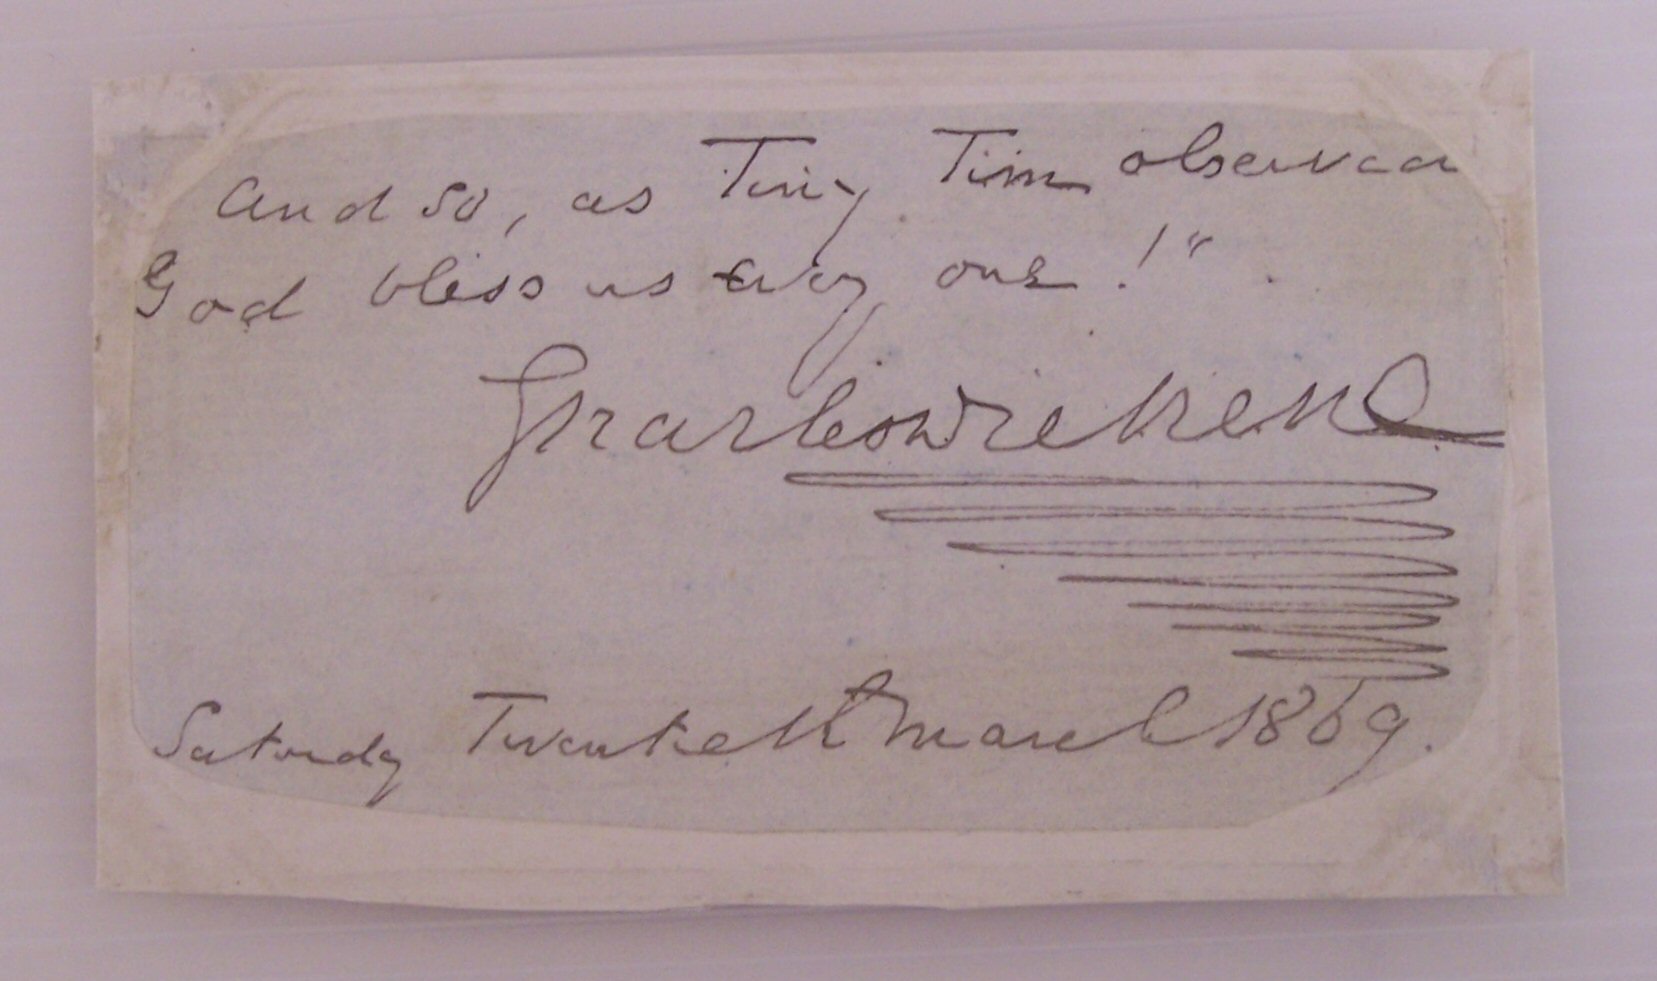 and so, as Tiny Tim observed
God bless us every one!"
Charles Dickens
Saturday Twentieth March 1869.